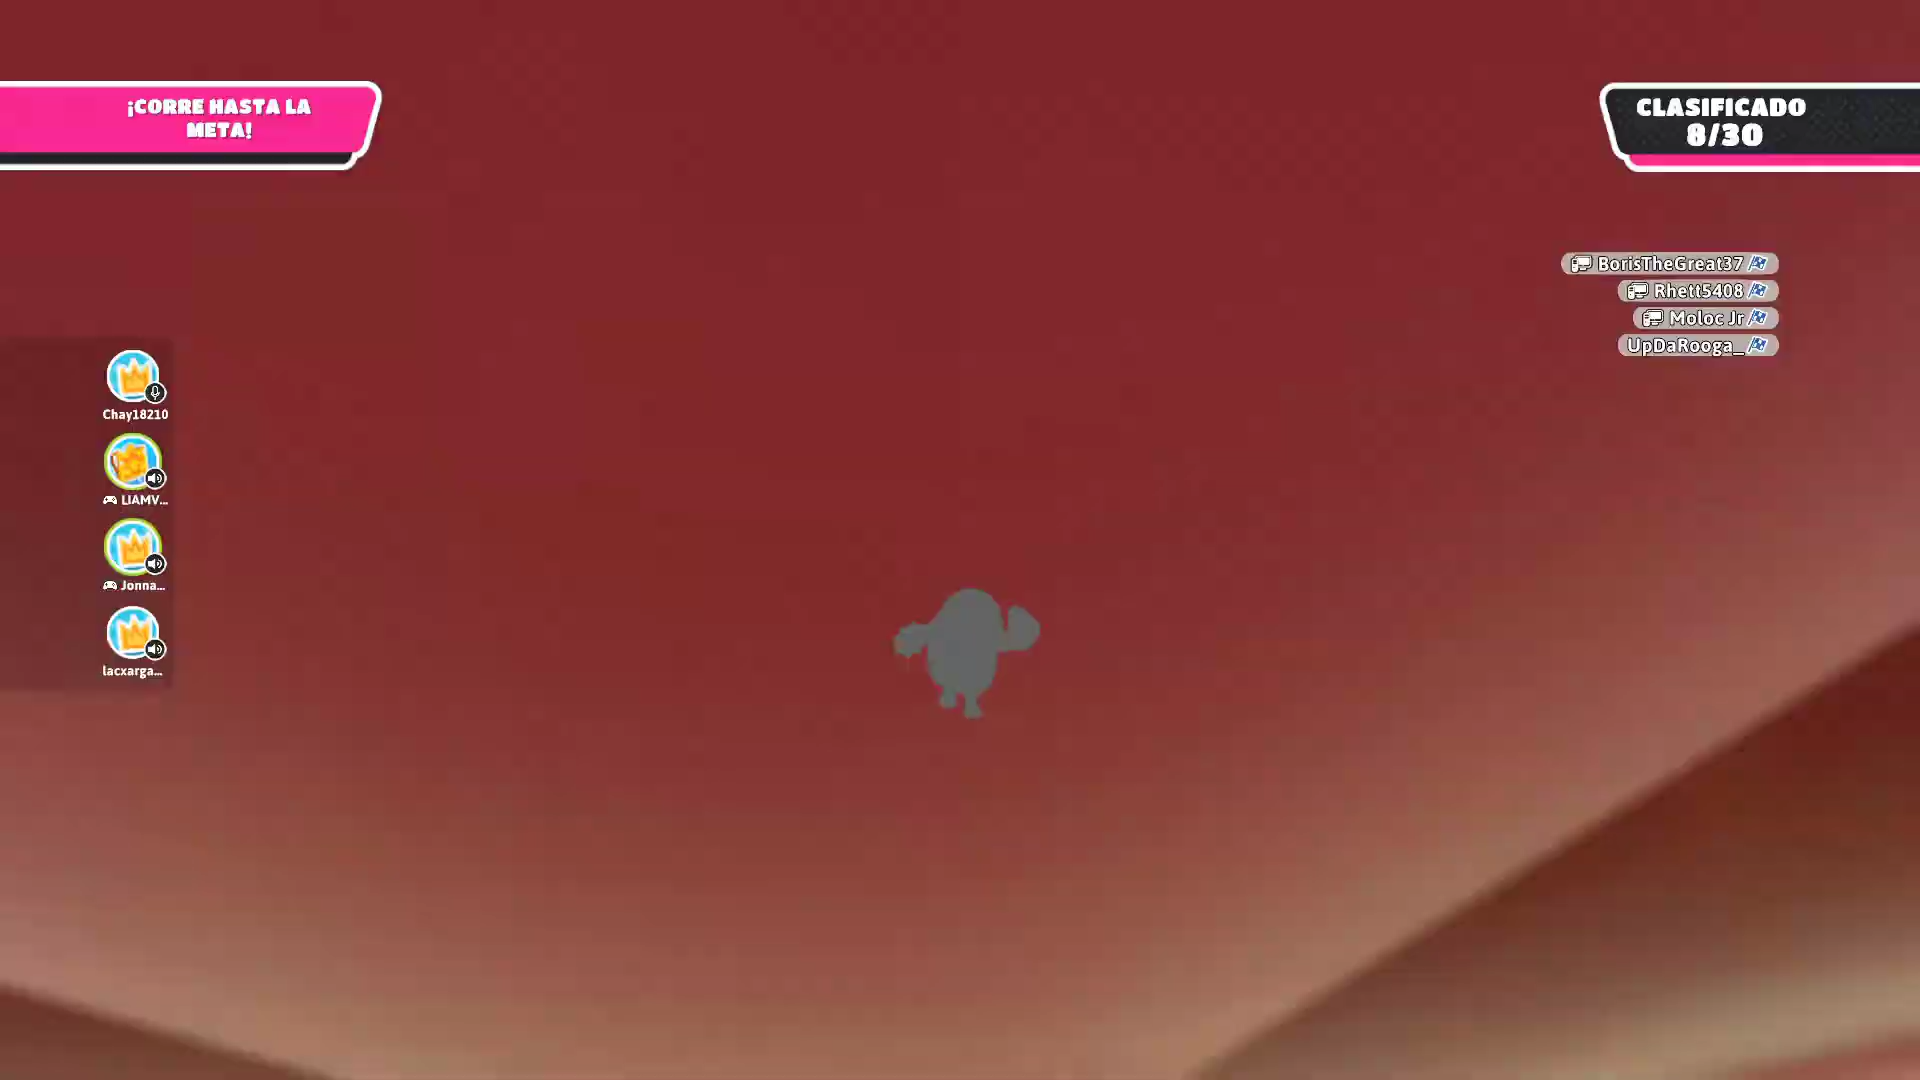 ¡CORRE HASTA LA
META!
CLASIFICADO
8/30
BorisTheGreat37
Rhett5408
Moloc Jr
UpDaRooga_
Chay18210
LIAMV...
Jonna...
lacxarga...